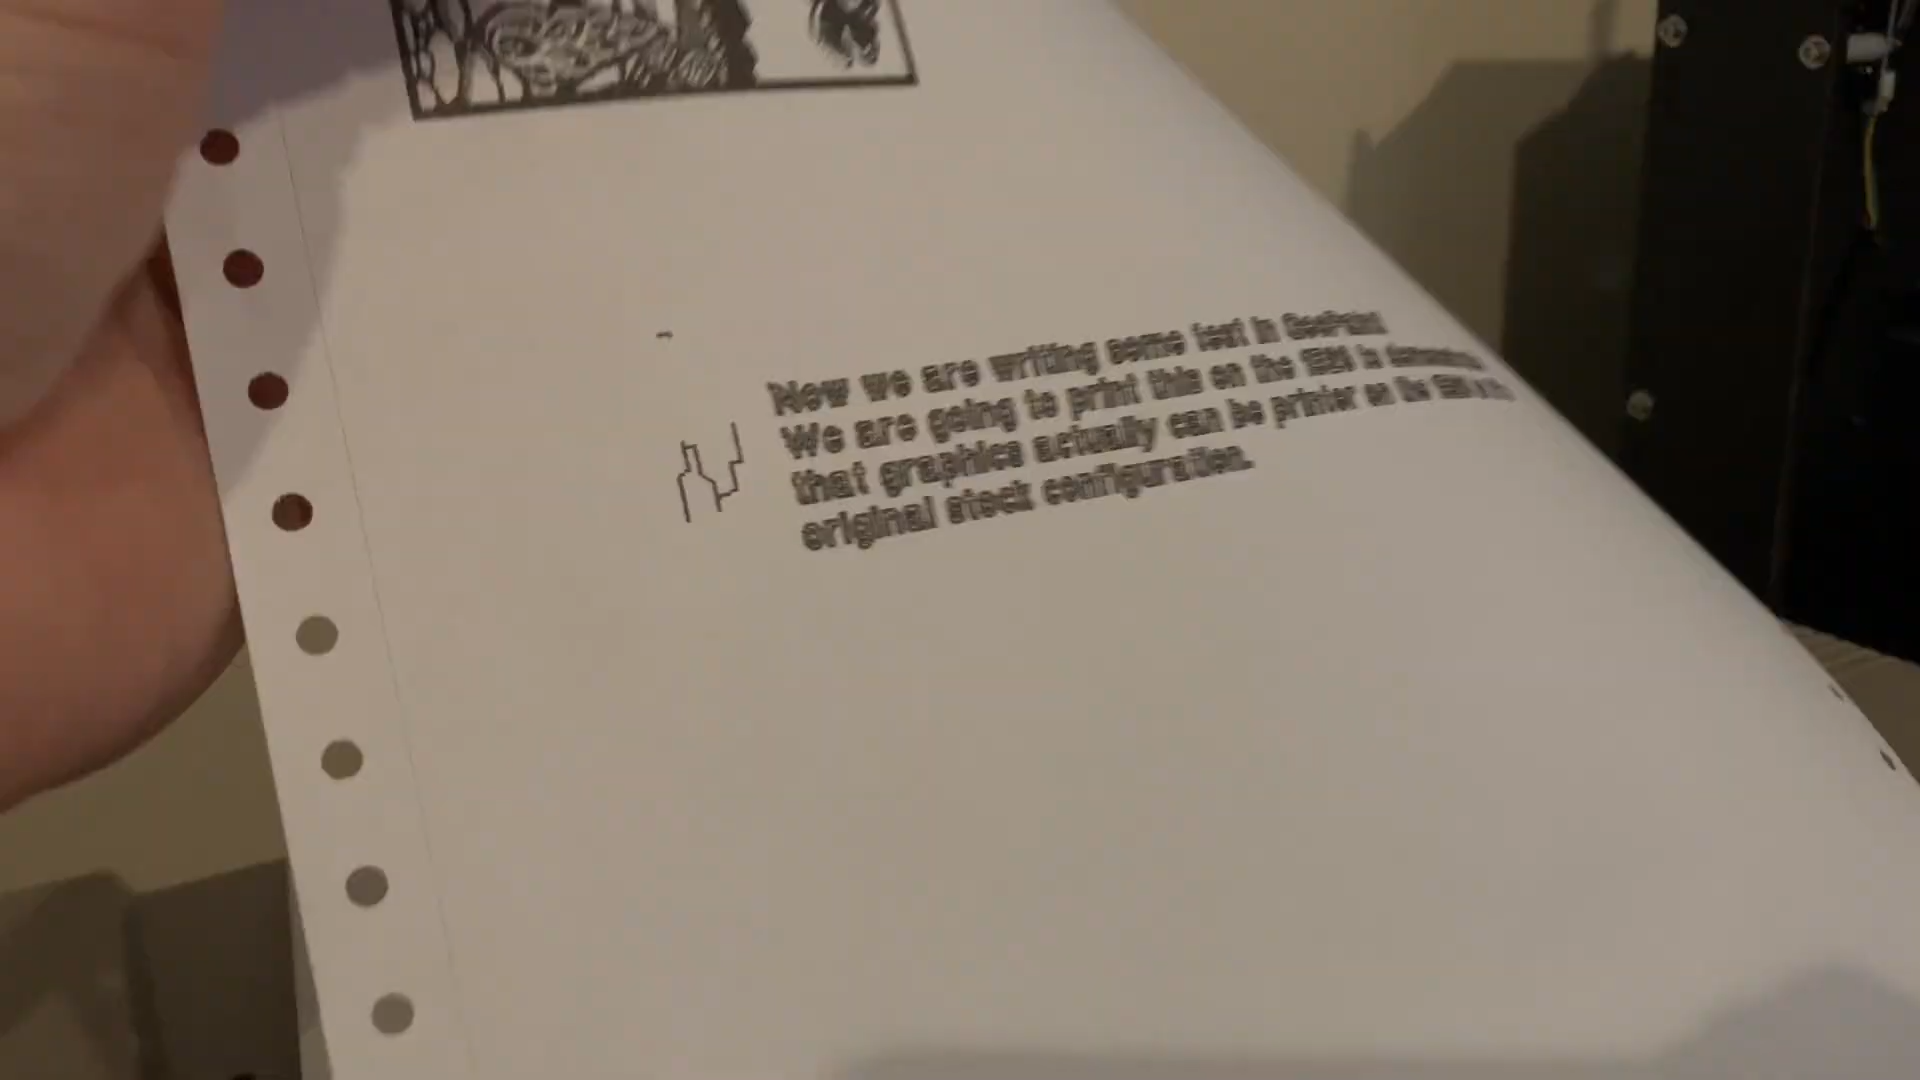 Now we are writing some text in GeoPaint
We are going to print this on the is
that graphics actually can be printer on the
original stock configuration.